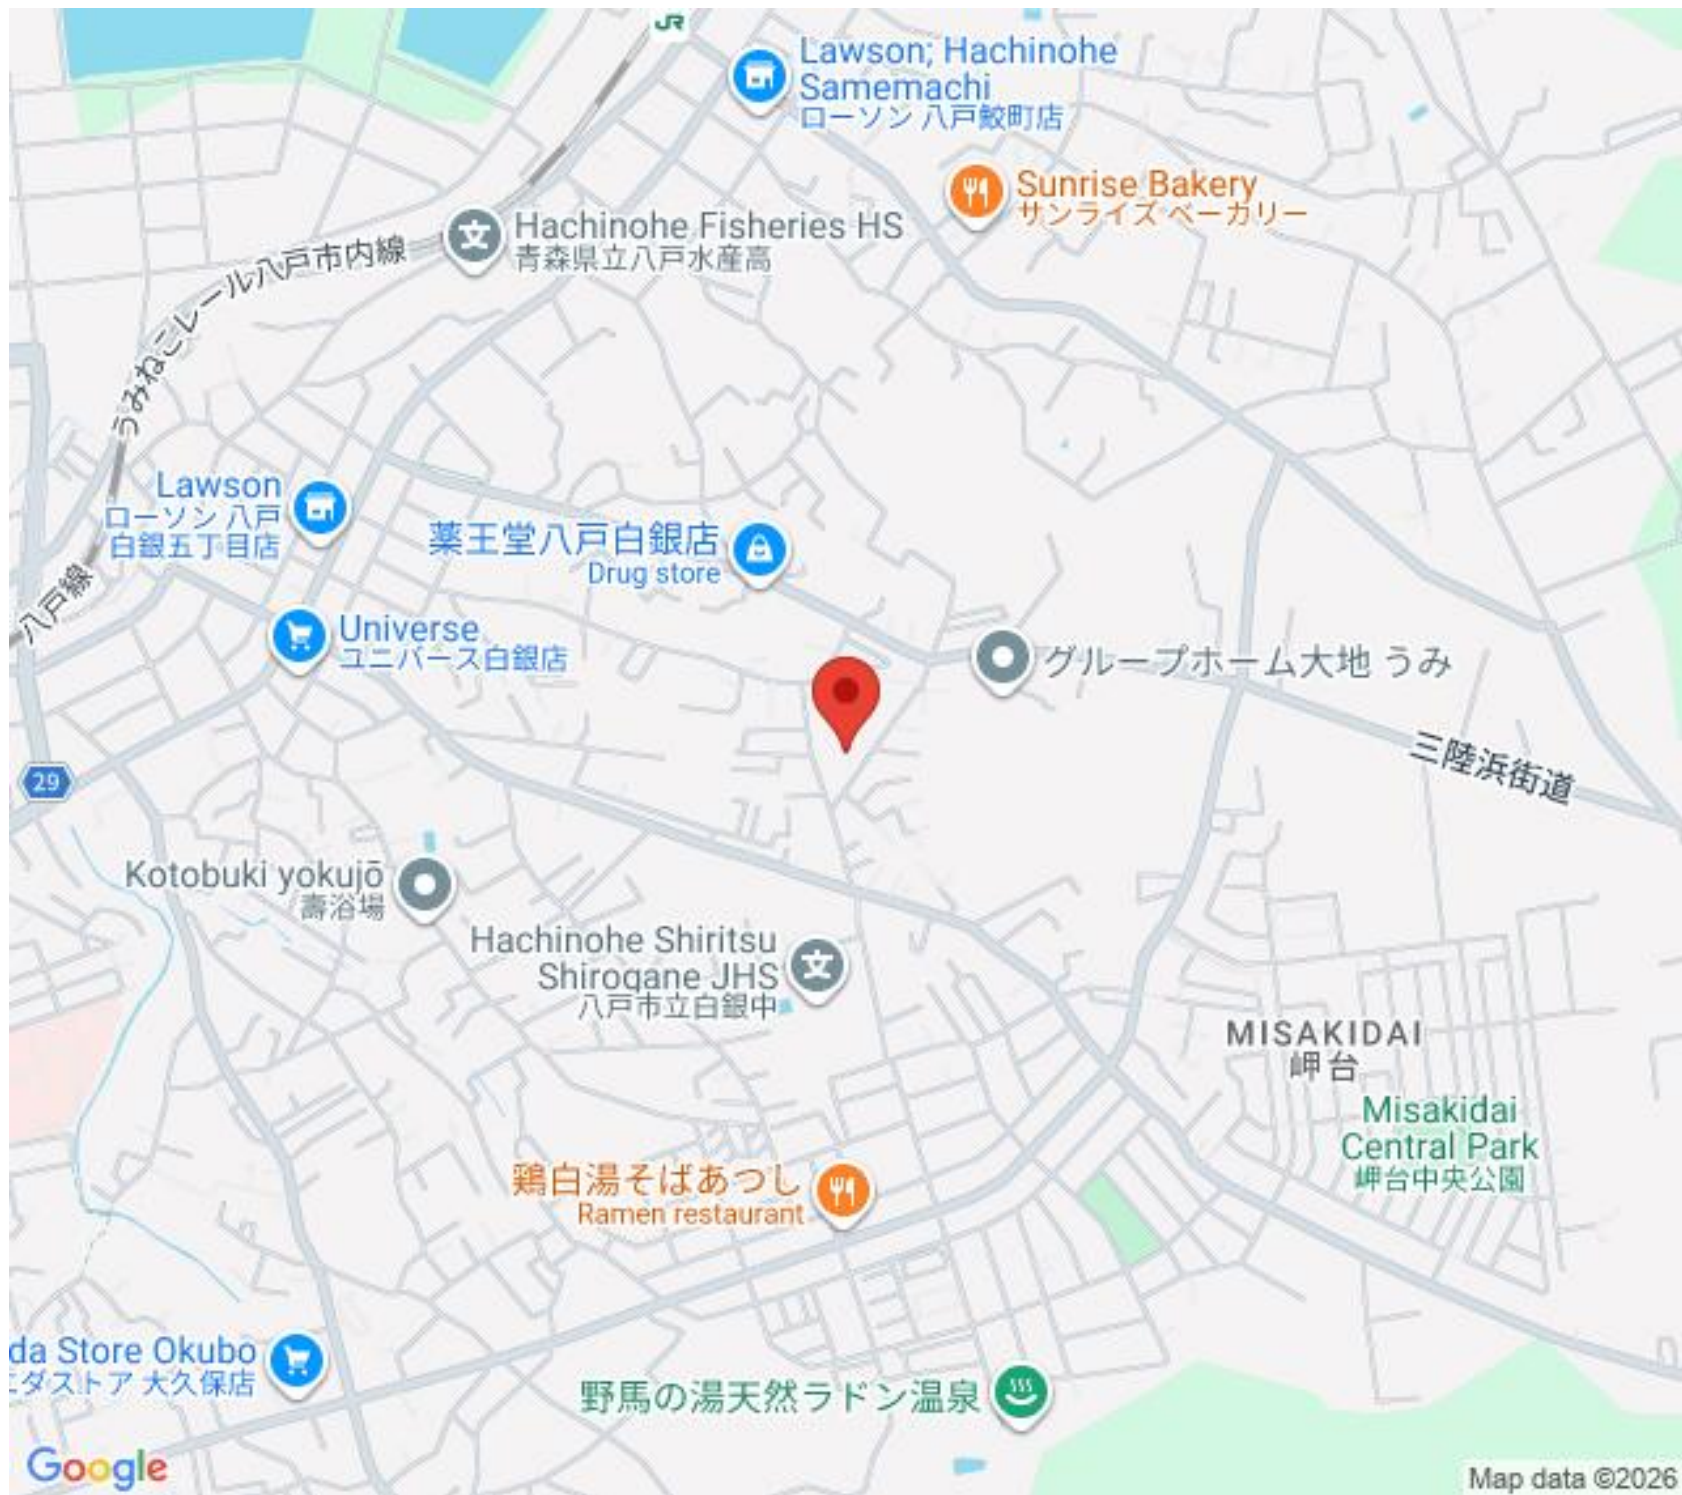 JR
Lawson; Hachinohe
Samemachi
ローソン 八戸鮫町店
Sunrise Bakery
サンライズ ベーカリー
Hachinohe Fisheries HS
青森県立八戸水産高
うみねこレール八戸市内線
Lawson
ローソン 八戸
白銀五丁目店
薬王堂八戸白銀店
Drug store
八戸線
Universe
ユニバース白銀店
グループホーム大地 うみ
三陸浜街道
29
Kotobuki yokujō
壽浴場
Hachinohe Shiritsu
Shirogane JHS
八戸市立白銀中
MISAKIDAI
岬台
Misakidai
Central Park
岬台中央公園
鶏白湯そばあつし
Ramen restaurant
da Store Okubo
ダストア 大久保店
野馬の湯天然ラドン温泉
Google
Map data ©2026